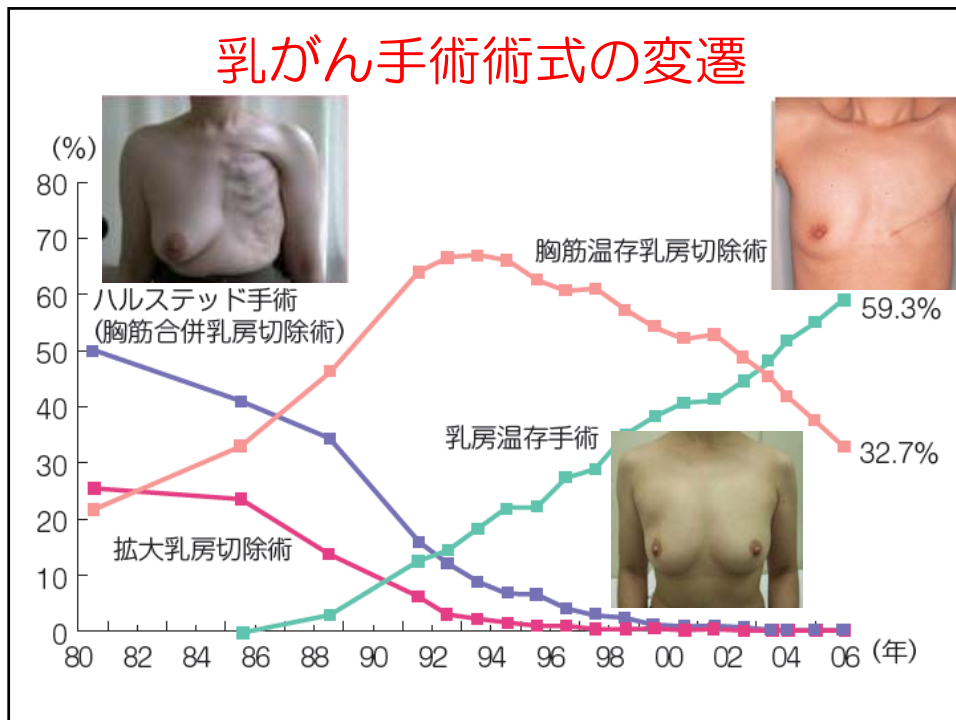 乳がん手術術式の変遷
(%)
80
70
60
50
40
30
20
10
0
ハルステッド手術
(胸筋合併乳房切除術)
胸筋温存乳房切除術
59.3%
乳房温存手術
32.7%
拡大乳房切除術
80 82 84 86 88 90 92 94 96 98 00 02 04 06 (年)